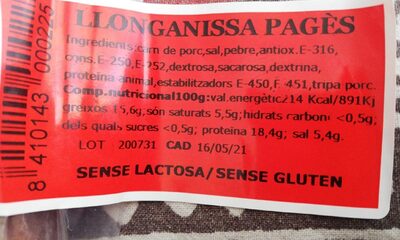 LLONGANISSA PAGÈS
Ingredients:carn de porc,sal,pebre,antiox.E-316,
cons.E-250,E-252,dextrosa,sacarosa,dextrina,
proteïna animal,estabilitzadors E-450,E-451,tripa porc.
Comp.nutricional100g:val.energètic214 Kcal/891Kj
greixos 15,6g;són saturats 5,5g;hidrats carboni <0,5g,
dels quals sucres <0,5g; proteina 18,4g; sal 5,4g.
LOT 200731 CAD 16/05/21
SENSE LACTOSA/SENSE GLUTEN
8 410143 000225